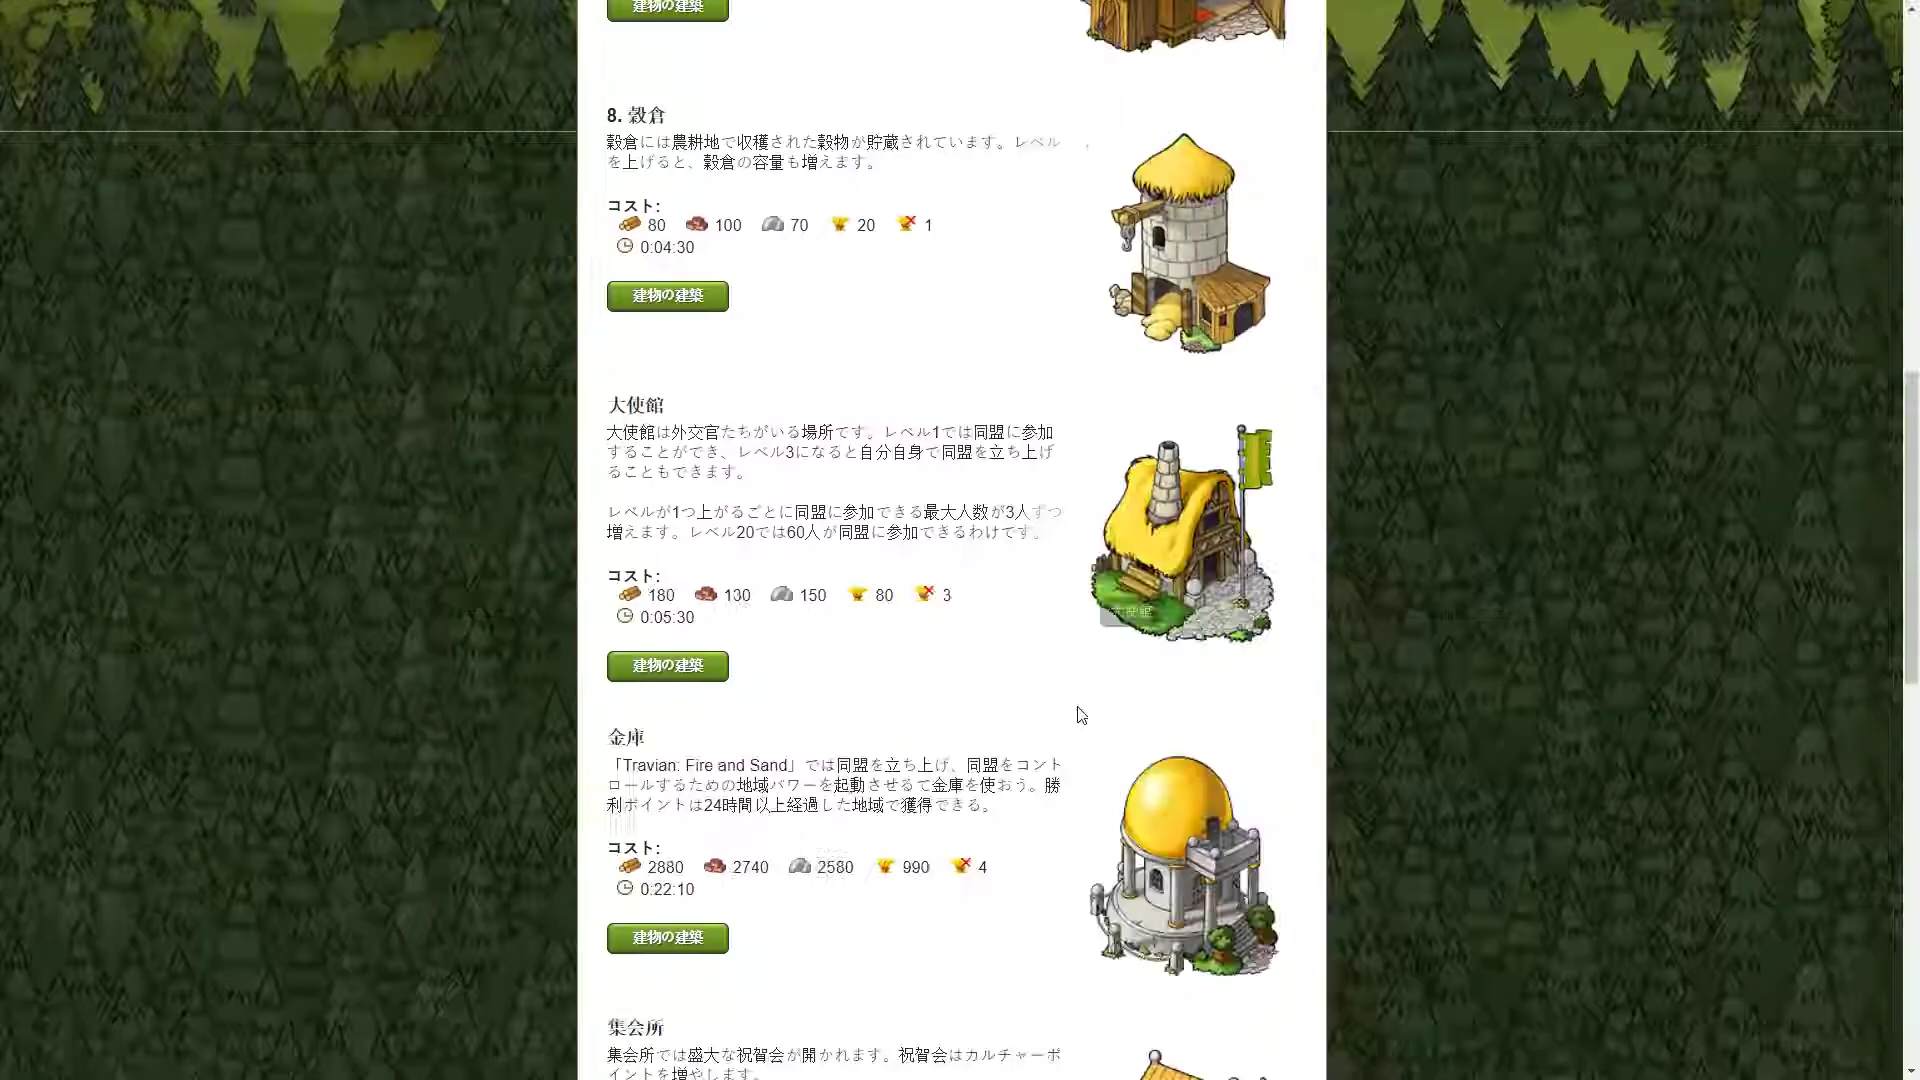 建物の建築
8. 穀倉
穀倉には農耕地で収穫された穀物が貯蔵されています。レベル
を上げると、穀倉の容量も増えます。
コスト:
80 100 70 20 1
0:04:30
建物の建築
大使館
大使館は外交官たちがいる場所です。レベル1では同盟に参加
することができ、レベル3になると自分自身で同盟を立ち上げ
ることもできます。
レベルが1つ上がるごとに同盟に参加できる最大人数が3人ずつ
増えます。レベル20では60人が同盟に参加できるわけです。
コスト:
180 130 150 80 3
0:05:30
大使館
建物の建築
金庫
「Travian: Fire and Sand」では同盟を立ち上げ、同盟をコント
ロールするための地域パワーを起動させるて金庫を使おう。勝
利ポイントは24時間以上経過した地域で獲得できる。
コスト:
2880 2740 2580 990 4
0:22:10
建物の建築
集会所
集会所では盛大な祝賀会が開かれます。祝賀会はカルチャーポ
イントを増やします。